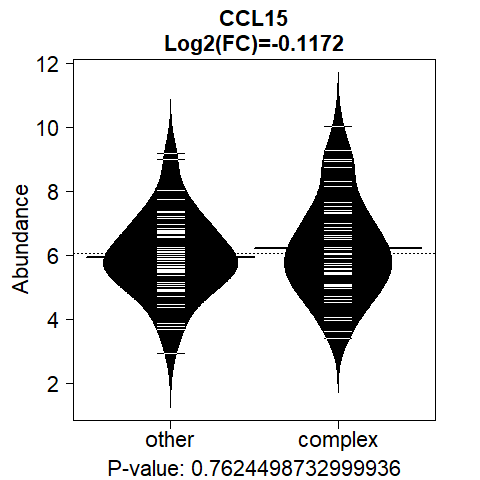 CCL15
Log2(FC)=-0.1172
Abundance
12
10
8
6
4
2
other
complex
P-value: 0.7624498732999936